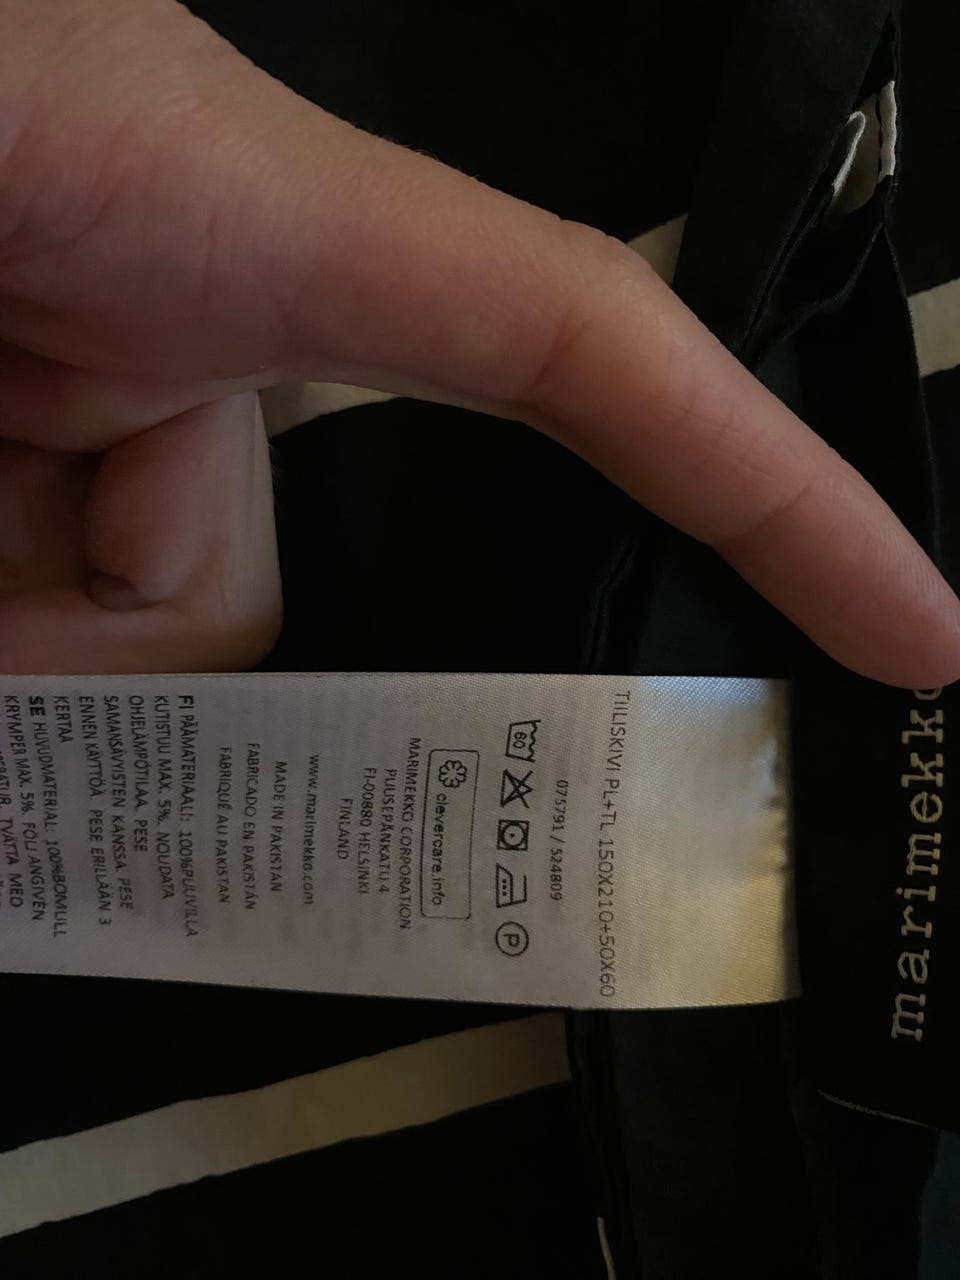 marimekko
TIILISKIVI PL+TL 150X210+50X60
075791 / 524809
60
P
clevercare.info
MARIMEKKO CORPORATION
PUUSEPÄNKATU 4
FI-00880 HELSINKI
FINLAND
www.marimekko.com
MADE IN PAKISTAN
FABRICADO EN PAKISTÁN
FABRIQUÉ AU PAKISTAN
FI PÄÄMATERIAALI: 100%PUUVILLA
KUTISTUU MAX. 5%. NOUDATA
OHJELÄMPÖTILAA. PESE
SAMANSÄVYISTEN KANSSA. PESE
ENNEN KÄYTTÖÄ. PESE ERILLÄÄN 3
KERTAA
SE HUVUDMATERIAL: 100%BOMULL
KRYMPER MAX. 5%. FÖLJ ANGIVEN
TVÄTTA MED